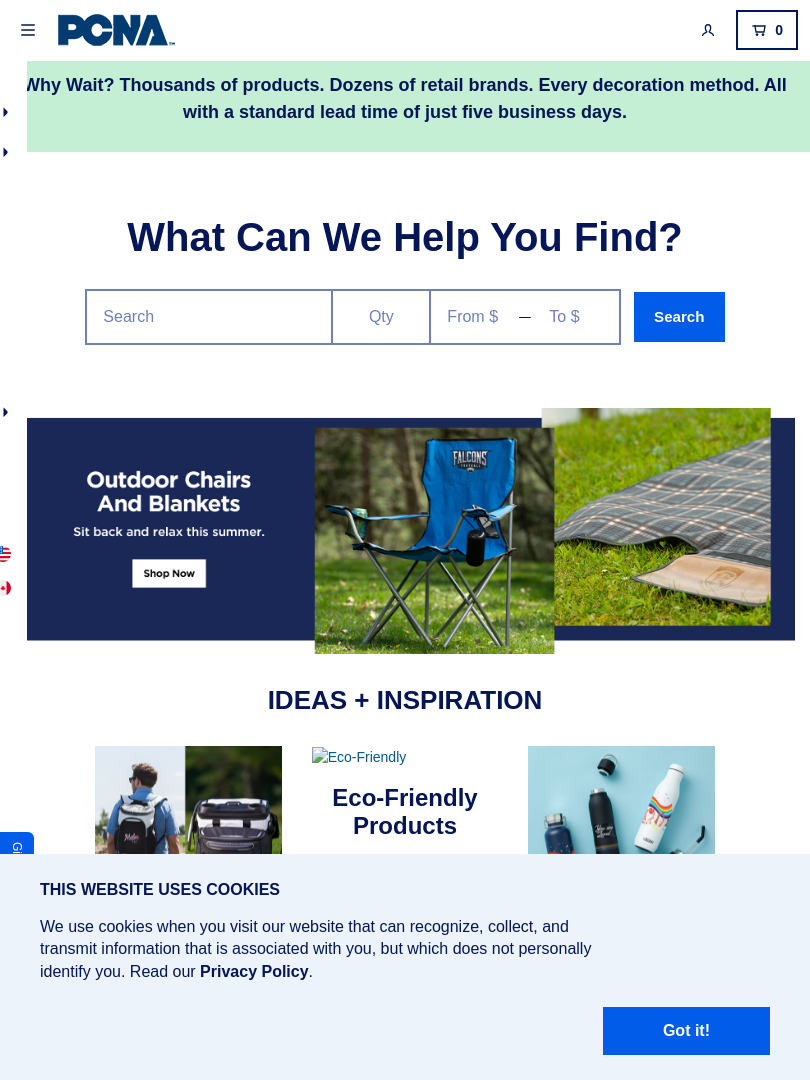 PCNA
0
Why Wait? Thousands of products. Dozens of retail brands. Every decoration method. All
with a standard lead time of just five business days.
What Can We Help You Find?
Search
Qty
From $
—
To $
Search
Outdoor Chairs
And Blankets
Sit back and relax this summer.
Shop Now
FALCONS
IDEAS + INSPIRATION
Eco-Friendly
Eco-Friendly
Products
THIS WEBSITE USES COOKIES
We use cookies when you visit our website that can recognize, collect, and
transmit information that is associated with you, but which does not personally
identify you. Read our Privacy Policy.
Got it!